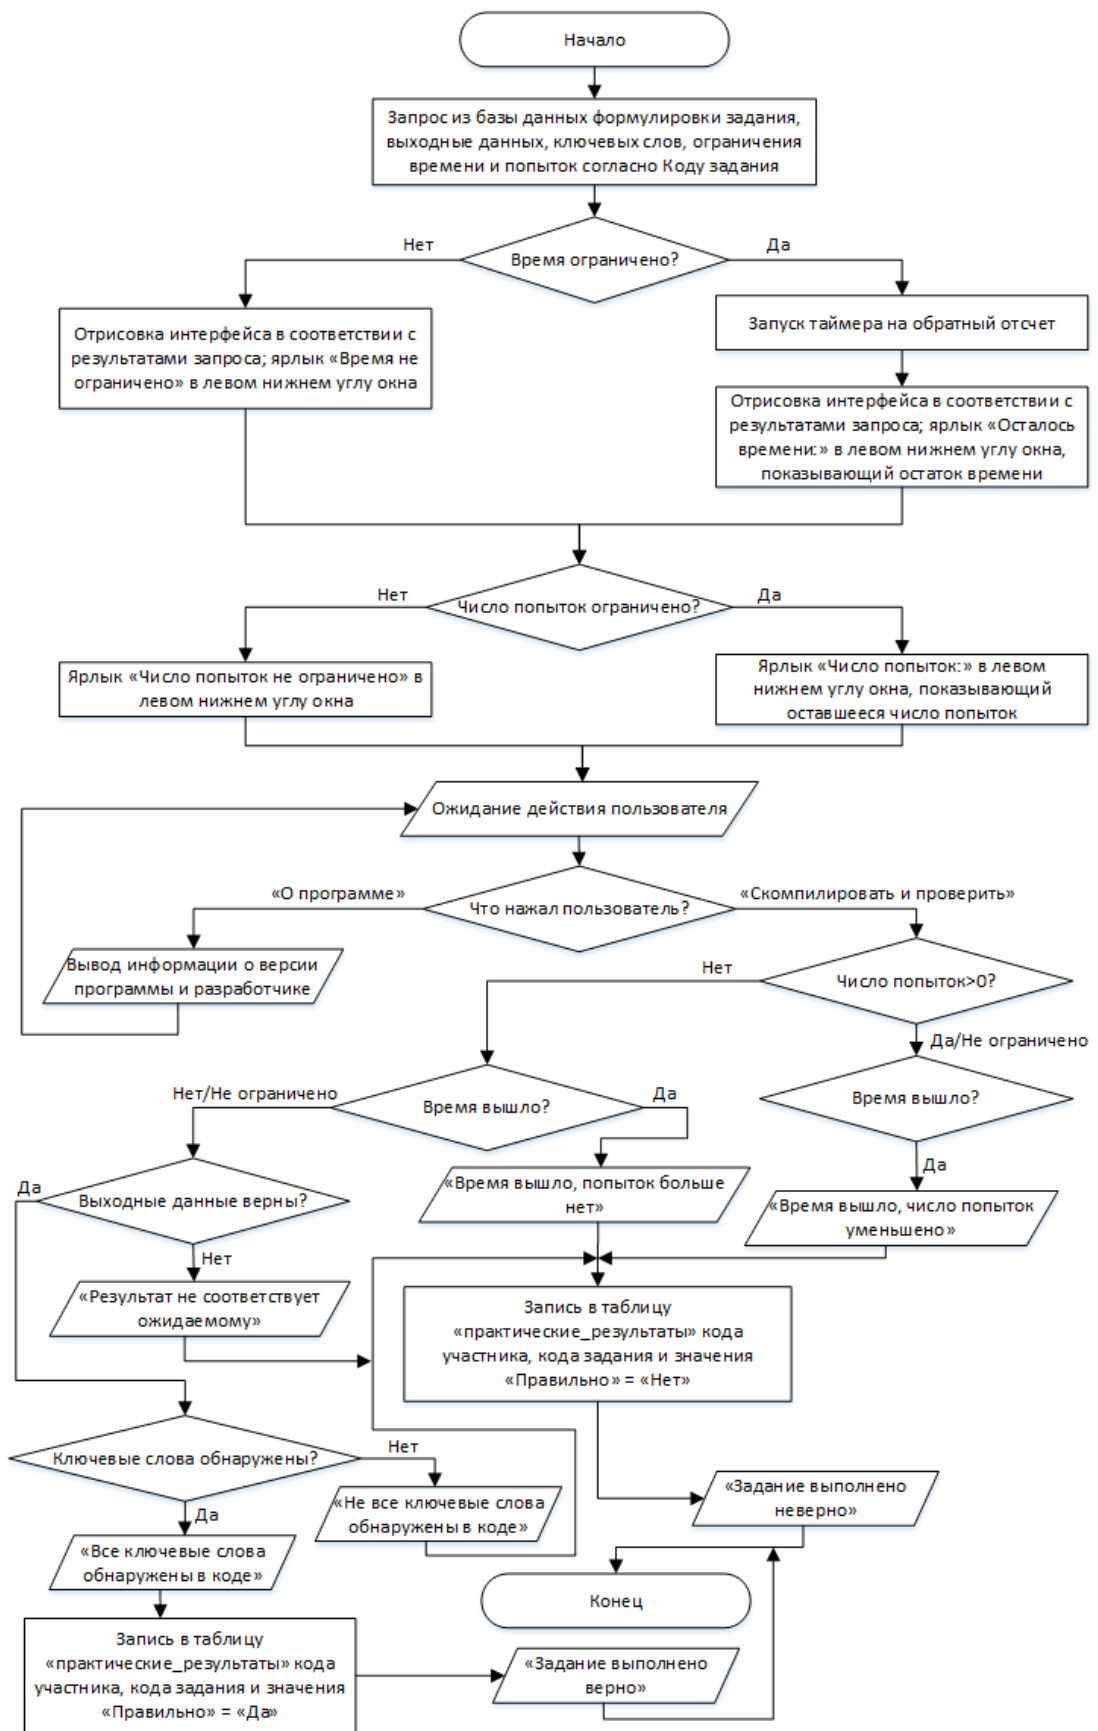 Начало
Запрос из базы данных формулировки задания,
выходные данных, ключевых слов, ограничения
времени и попыток согласно Коду задания
Нет
Время ограничено?
Да
Отрисовка интерфейса в соответствии с
результатами запроса; ярлык «Время не
ограничено» в левом нижнем углу окна
Запуск таймера на обратный отсчет
Отрисовка интерфейса в соответствии с
результатами запроса; ярлык «Осталось
времени:» в левом нижнем углу окна,
показывающий остаток времени
Нет
Число попыток ограничено?
Да
Ярлык «Число попыток не ограничено» в
левом нижнем углу окна
Ярлык «Число попыток:» в левом
нижнем углу окна, показывающий
оставшееся число попыток
Ожидание действия пользователя
«О программе»
Что нажал пользователь?
«Скомпилировать и проверить»
Вывод информации о версии
программы и разработчике
Нет
Число попыток>0?
Да/Не ограничено
Нет/Не ограничено
Время вышло?
Да
Время вышло?
Да
Да
Выходные данные верны?
Нет
«Время вышло, попыток больше
нет»
«Время вышло, число попыток
уменьшено»
«Результат не соответствует
ожидаемому»
Запись в таблицу
«практические_результаты» кода
участника, кода задания и значения
«Правильно» = «Нет»
Ключевые слова обнаружены?
Нет
Да
«Не все ключевые слова
обнаружены в коде»
«Задание выполнено
неверно»
«Все ключевые слова
обнаружены в коде»
Конец
Запись в таблицу
«практические_результаты» кода
участника, кода задания и значения
«Правильно» = «Да»
«Задание выполнено
верно»